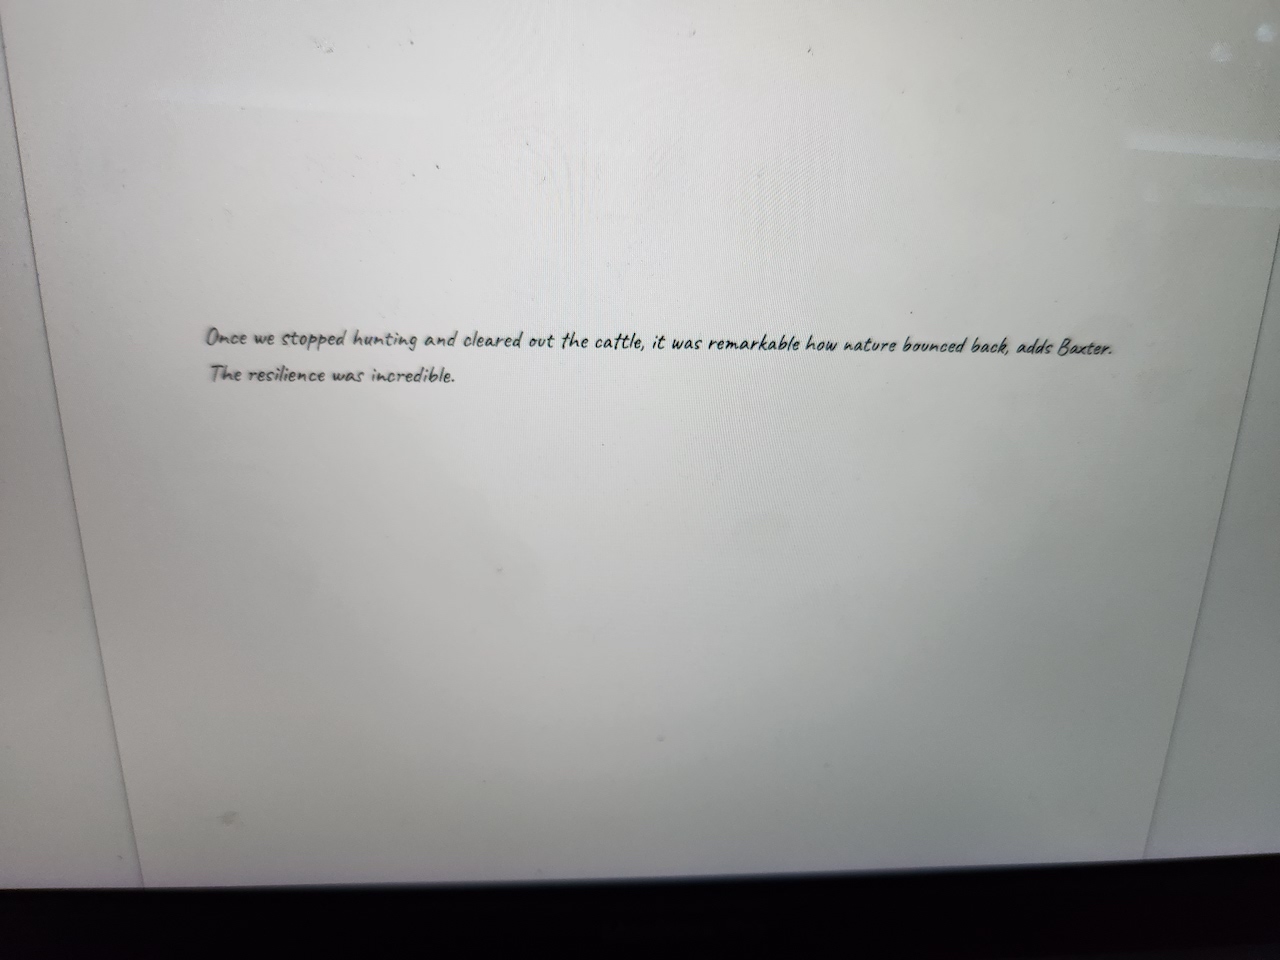 Once we stopped hunting and cleared out the cattle, it was remarkable how nature bounced back, adds Baxter.
The resilience was incredible.